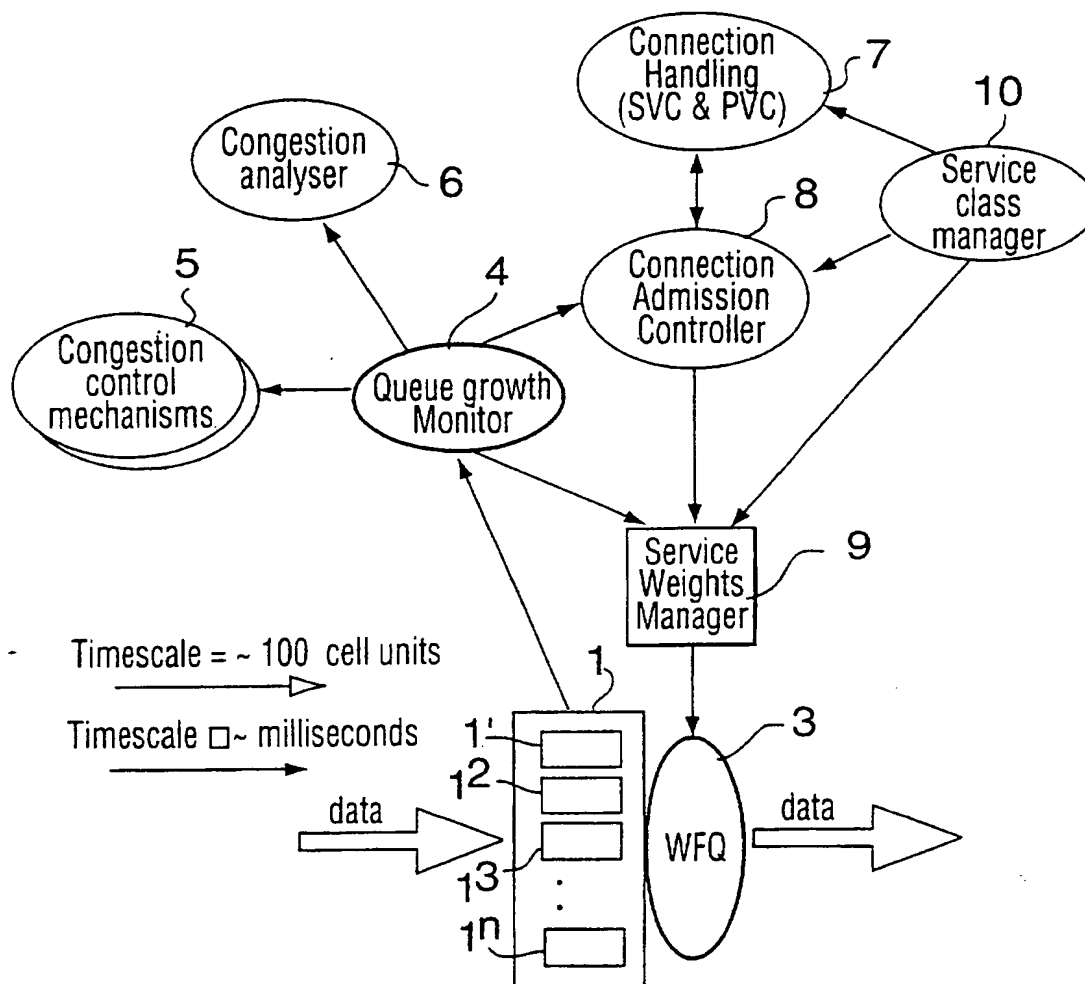 Connection
Handling
(SVC & PVC)
7
10
Congestion
analyser
6
Service
class
manager
8
5
4
Connection
Admission
Controller
Congestion
control
mechanisms
Queue growth
Monitor
Service
Weights
Manager
9
Timescale = ~ 100 cell units
Timescale □~ milliseconds
1
3
1'
1²
data
1³
WFQ
data
:
1ⁿ